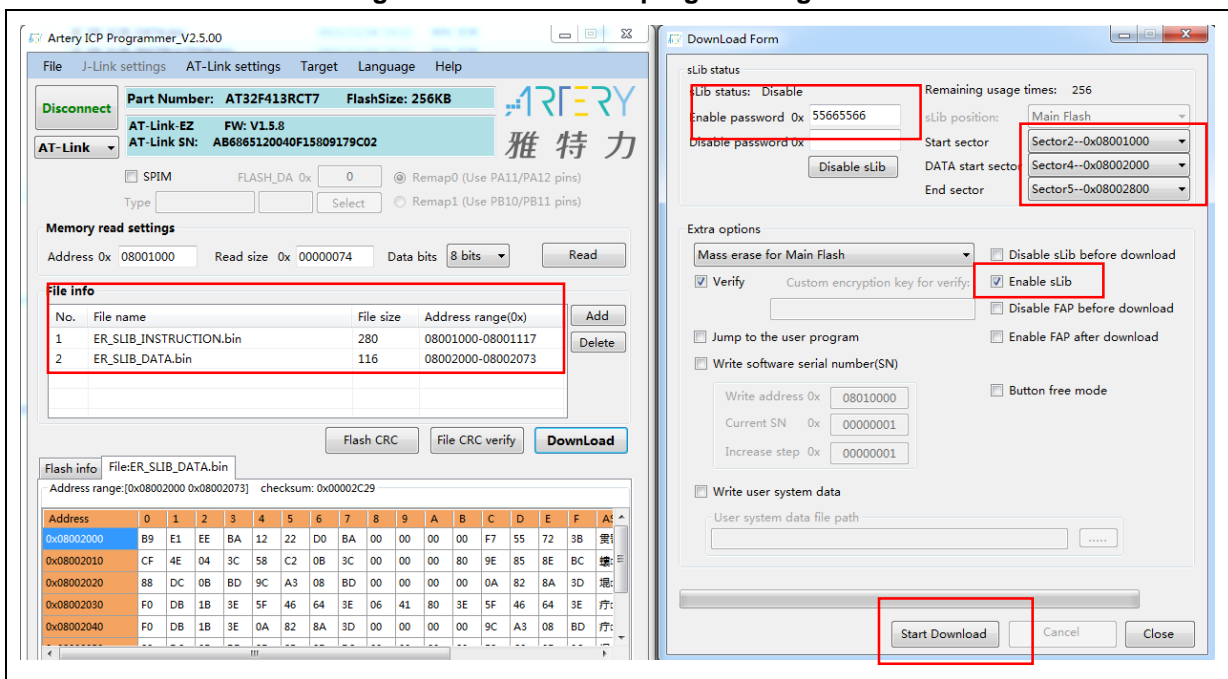 Artery ICP Programmer_V2.5.00
File J-Link settings AT-Link settings Target Language Help
Disconnect
Part Number: AT32F413RCT7 FlashSize: 256KB
AT-Link
AT-Link-EZ FW: V1.5.8
AT-Link SN: AB6865120040F15809179C02
ARTERY
雅特力
SPIM FLASH_DA 0x 0 Remap0 (Use PA11/PA12 pins)
Type Select Remap1 (Use PB10/PB11 pins)
Memory read settings
Address 0x 08001000 Read size 0x 00000074 Data bits 8 bits Read
File info
No. File name File size Address range(0x) Add
1 ER_SLIB_INSTRUCTION.bin 280 08001000-08001117 Delete
2 ER_SLIB_DATA.bin 116 08002000-08002073
Flash CRC File CRC verify DownLoad
Flash info File:ER_SLIB_DATA.bin
Address range:[0x08002000 0x08002073] checksum: 0x00002C29
Address 0 1 2 3 4 5 6 7 8 9 A B C D E F
0x08002000 B9 E1 EE BA 12 22 D0 BA 00 00 00 00 F7 55 72 3B
0x08002010 CF 4E 04 3C 58 C2 0B 3C 00 00 00 80 9E 85 8E BC
0x08002020 88 DC 0B BD 9C A3 08 BD 00 00 00 00 0A 82 8A 3D
0x08002030 F0 DB 1B 3E 5F 46 64 3E 06 41 80 3E 5F 46 64 3E
0x08002040 F0 DB 1B 3E 0A 82 8A 3D 00 00 00 00 9C A3 08 BD
DownLoad Form
sLib status
sLib status: Disable Remaining usage times: 256
Enable password 0x 55665566 sLib position: Main Flash
Disable password 0x Start sector Sector2--0x08001000
Disable sLib DATA start sector Sector4--0x08002000
End sector Sector5--0x08002800
Extra options
Mass erase for Main Flash Disable sLib before download
Verify Custom encryption key for verify: Enable sLib
Disable FAP before download
Jump to the user program Enable FAP after download
Write software serial number(SN)
Write address 0x 08010000 Button free mode
Current SN 0x 00000001
Increase step 0x 00000001
Write user system data
User system data file path
.....
Start Download Cancel Close